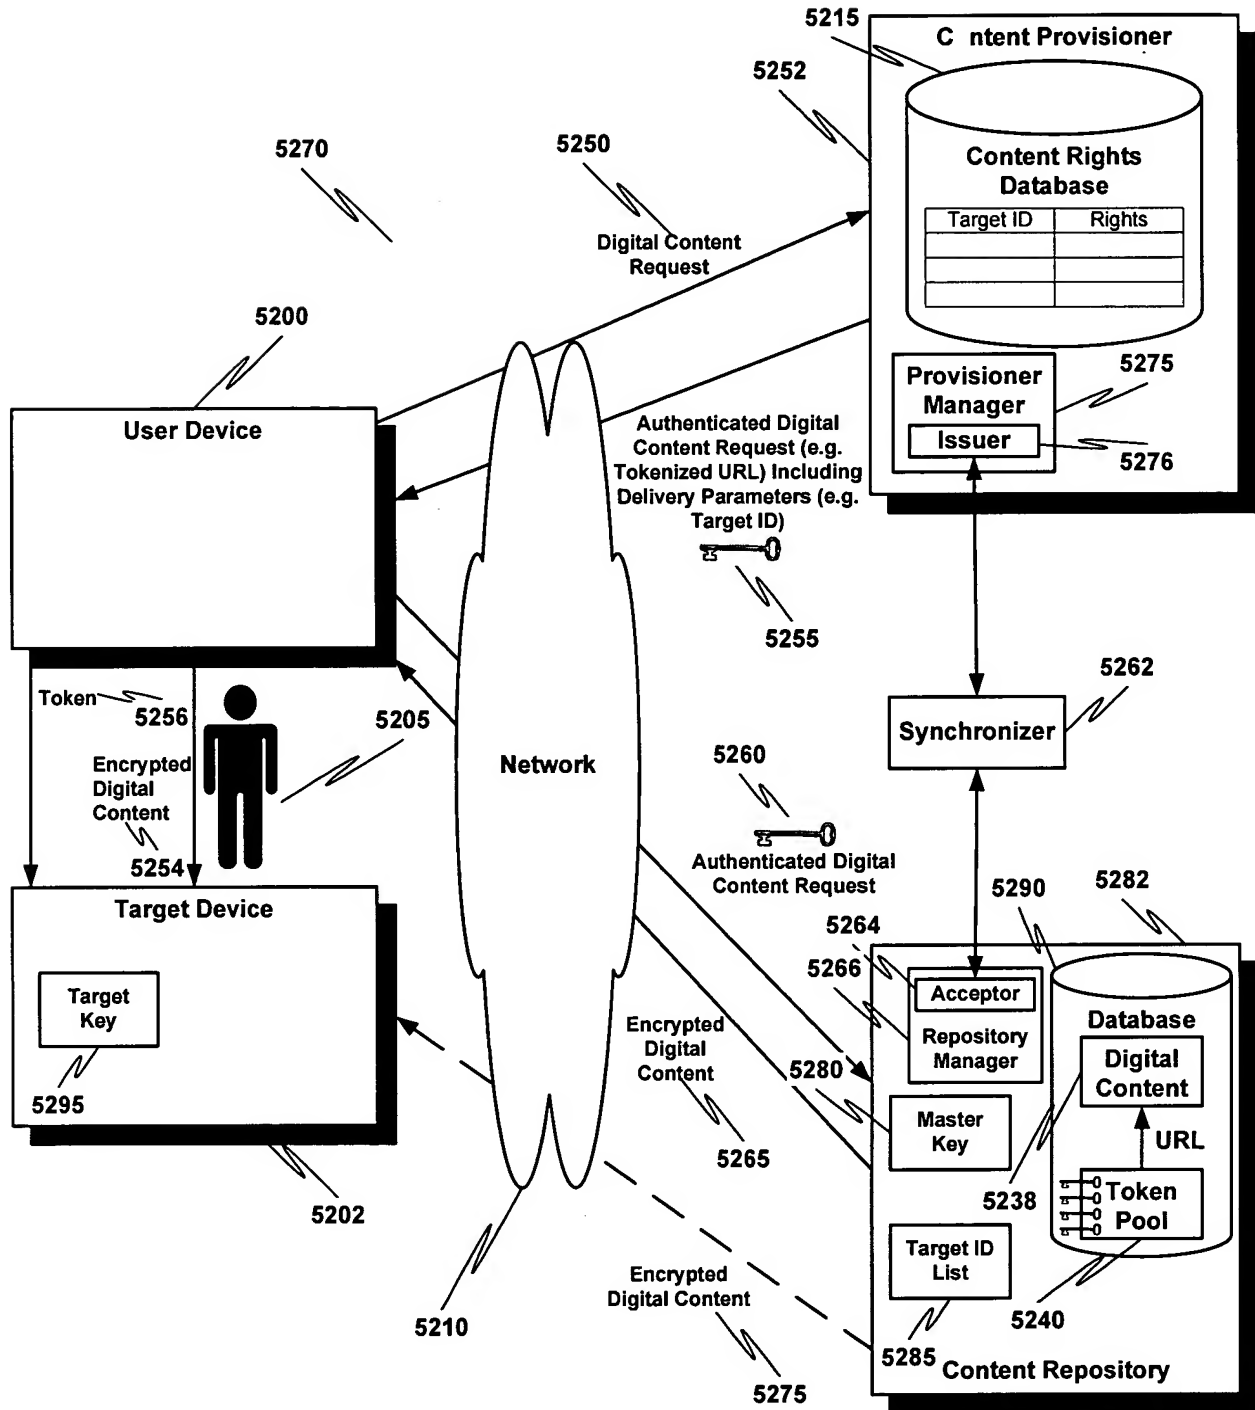 5215
C ntent Provisioner
5252
5270
5250
Content Rights
Database
Target ID
Rights
Digital Content
Request
5200
Provisioner
Manager
Issuer
5275
5276
User Device
Authenticated Digital
Content Request (e.g.
Tokenized URL) Including
Delivery Parameters (e.g.
Target ID)
5255
Token
5256
5205
5262
Synchronizer
Network
5260
Encrypted
Digital
Content
5254
Authenticated Digital
Content Request
5290
5282
Target Device
5264
5266
Acceptor
Repository
Manager
Database
Digital
Content
Target
Key
5295
Encrypted
Digital
Content
5280
5265
Master
Key
URL
5238
Token
Pool
5202
Target ID
List
Encrypted
Digital Content
5210
5240
5285
5275
Content Repository